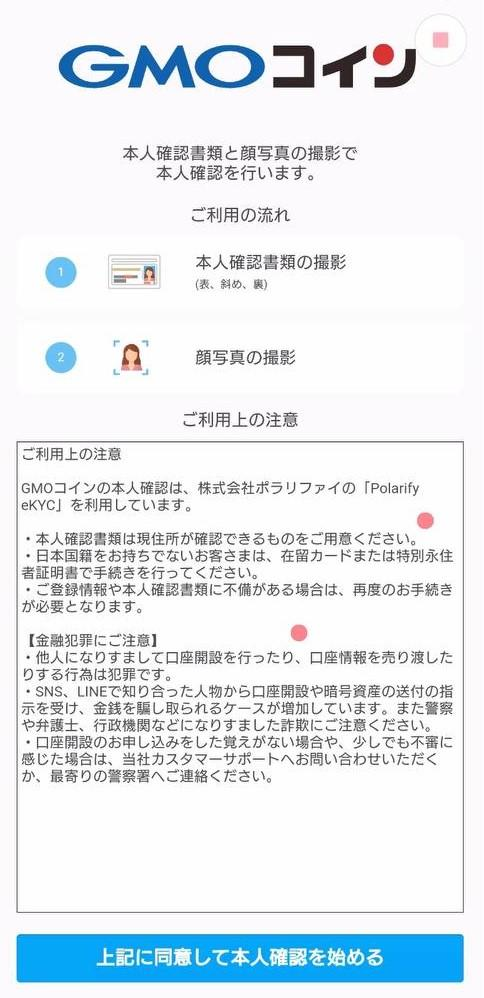 GMOコイン
本人確認書類と顔写真の撮影で
本人確認を行います。
ご利用の流れ
1
本人確認書類の撮影
(表、斜め、裏)
2
顔写真の撮影
ご利用上の注意
ご利用上の注意
GMOコインの本人確認は、株式会社ポラリファイの「Polarify
eKYC」を利用しています。
・本人確認書類は現住所が確認できるものをご用意ください。
・日本国籍をお持ちでないお客さまは、在留カードまたは特別永住
者証明書で手続きを行ってください。
・ご登録情報や本人確認書類に不備がある場合は、再度のお手続き
が必要となります。
【金融犯罪にご注意】
・他人になりすまして口座開設を行ったり、口座情報を売り渡した
りする行為は犯罪です。
・SNS、LINEで知り合った人物から口座開設や暗号資産の送付の指
示を受け、金銭を騙し取られるケースが増加しています。また警察
や弁護士、行政機関などになりすました詐欺にご注意ください。
・口座開設のお申し込みをした覚えがない場合や、少しでも不審に
感じた場合は、当社カスタマーサポートへお問い合わせいただく
か、最寄りの警察署へご連絡ください。
上記に同意して本人確認を始める